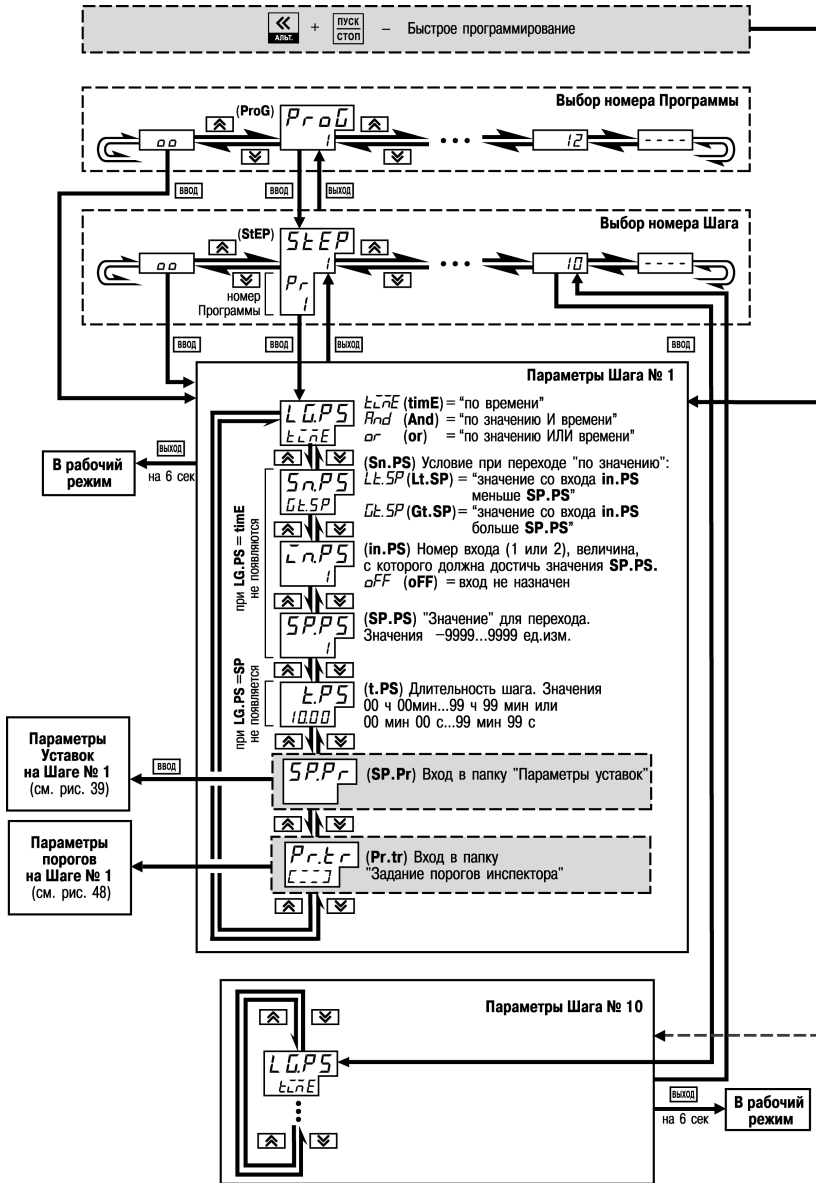 ≪ АЛЬТ. + ПУСК СТОП – Быстрое программирование
Выбор номера Программы
(ProG)
ProG
1
oo
12
- - - -
ВВОД
ВВОД
ВЫХОД
Выбор номера Шага
(StEP)
StEP
1
oo
10
- - - -
Pr
1
номер
Программы
ВВОД
ВВОД
ВЫХОД
ВВОД
Параметры Шага № 1
LG.PS
timE
timE (timE) = “по времени”
And (And) = “по значению И времени”
or (or) = “по значению ИЛИ времени”
ВЫХОД
на 6 сек
В рабочий
режим
при LG.PS = timE
не появляются
Sn.PS
Gt.SP
(Sn.PS) Условие при переходе "по значению":
Lt.SP (Lt.SP) = “значение со входа in.PS
меньше SP.PS”
Gt.SP (Gt.SP) = “значение со входа in.PS
больше SP.PS”
in.PS
1
(in.PS) Номер входа (1 или 2), величина,
с которого должна достичь значения SP.PS.
oFF (oFF) = вход не назначен
SP.PS
1
(SP.PS) "Значение" для перехода.
Значения –9999...9999 ед.изм.
при LG.PS =SP
не появляется
t.PS
10.00
(t.PS) Длительность шага. Значения
00 ч 00мин...99 ч 99 мин или
00 мин 00 с...99 мин 99 с
Параметры
Уставок
на Шаге № 1
(см. рис. 39)
ВВОД
SP.Pr
(SP.Pr) Вход в папку "Параметры уставок"
Параметры
порогов
на Шаге № 1
(см. рис. 48)
Pr.tr
[---]
(Pr.tr) Вход в папку
"Задание порогов инспектора"
Параметры Шага № 10
LG.PS
timE
ВЫХОД
на 6 сек
В рабочий
режим